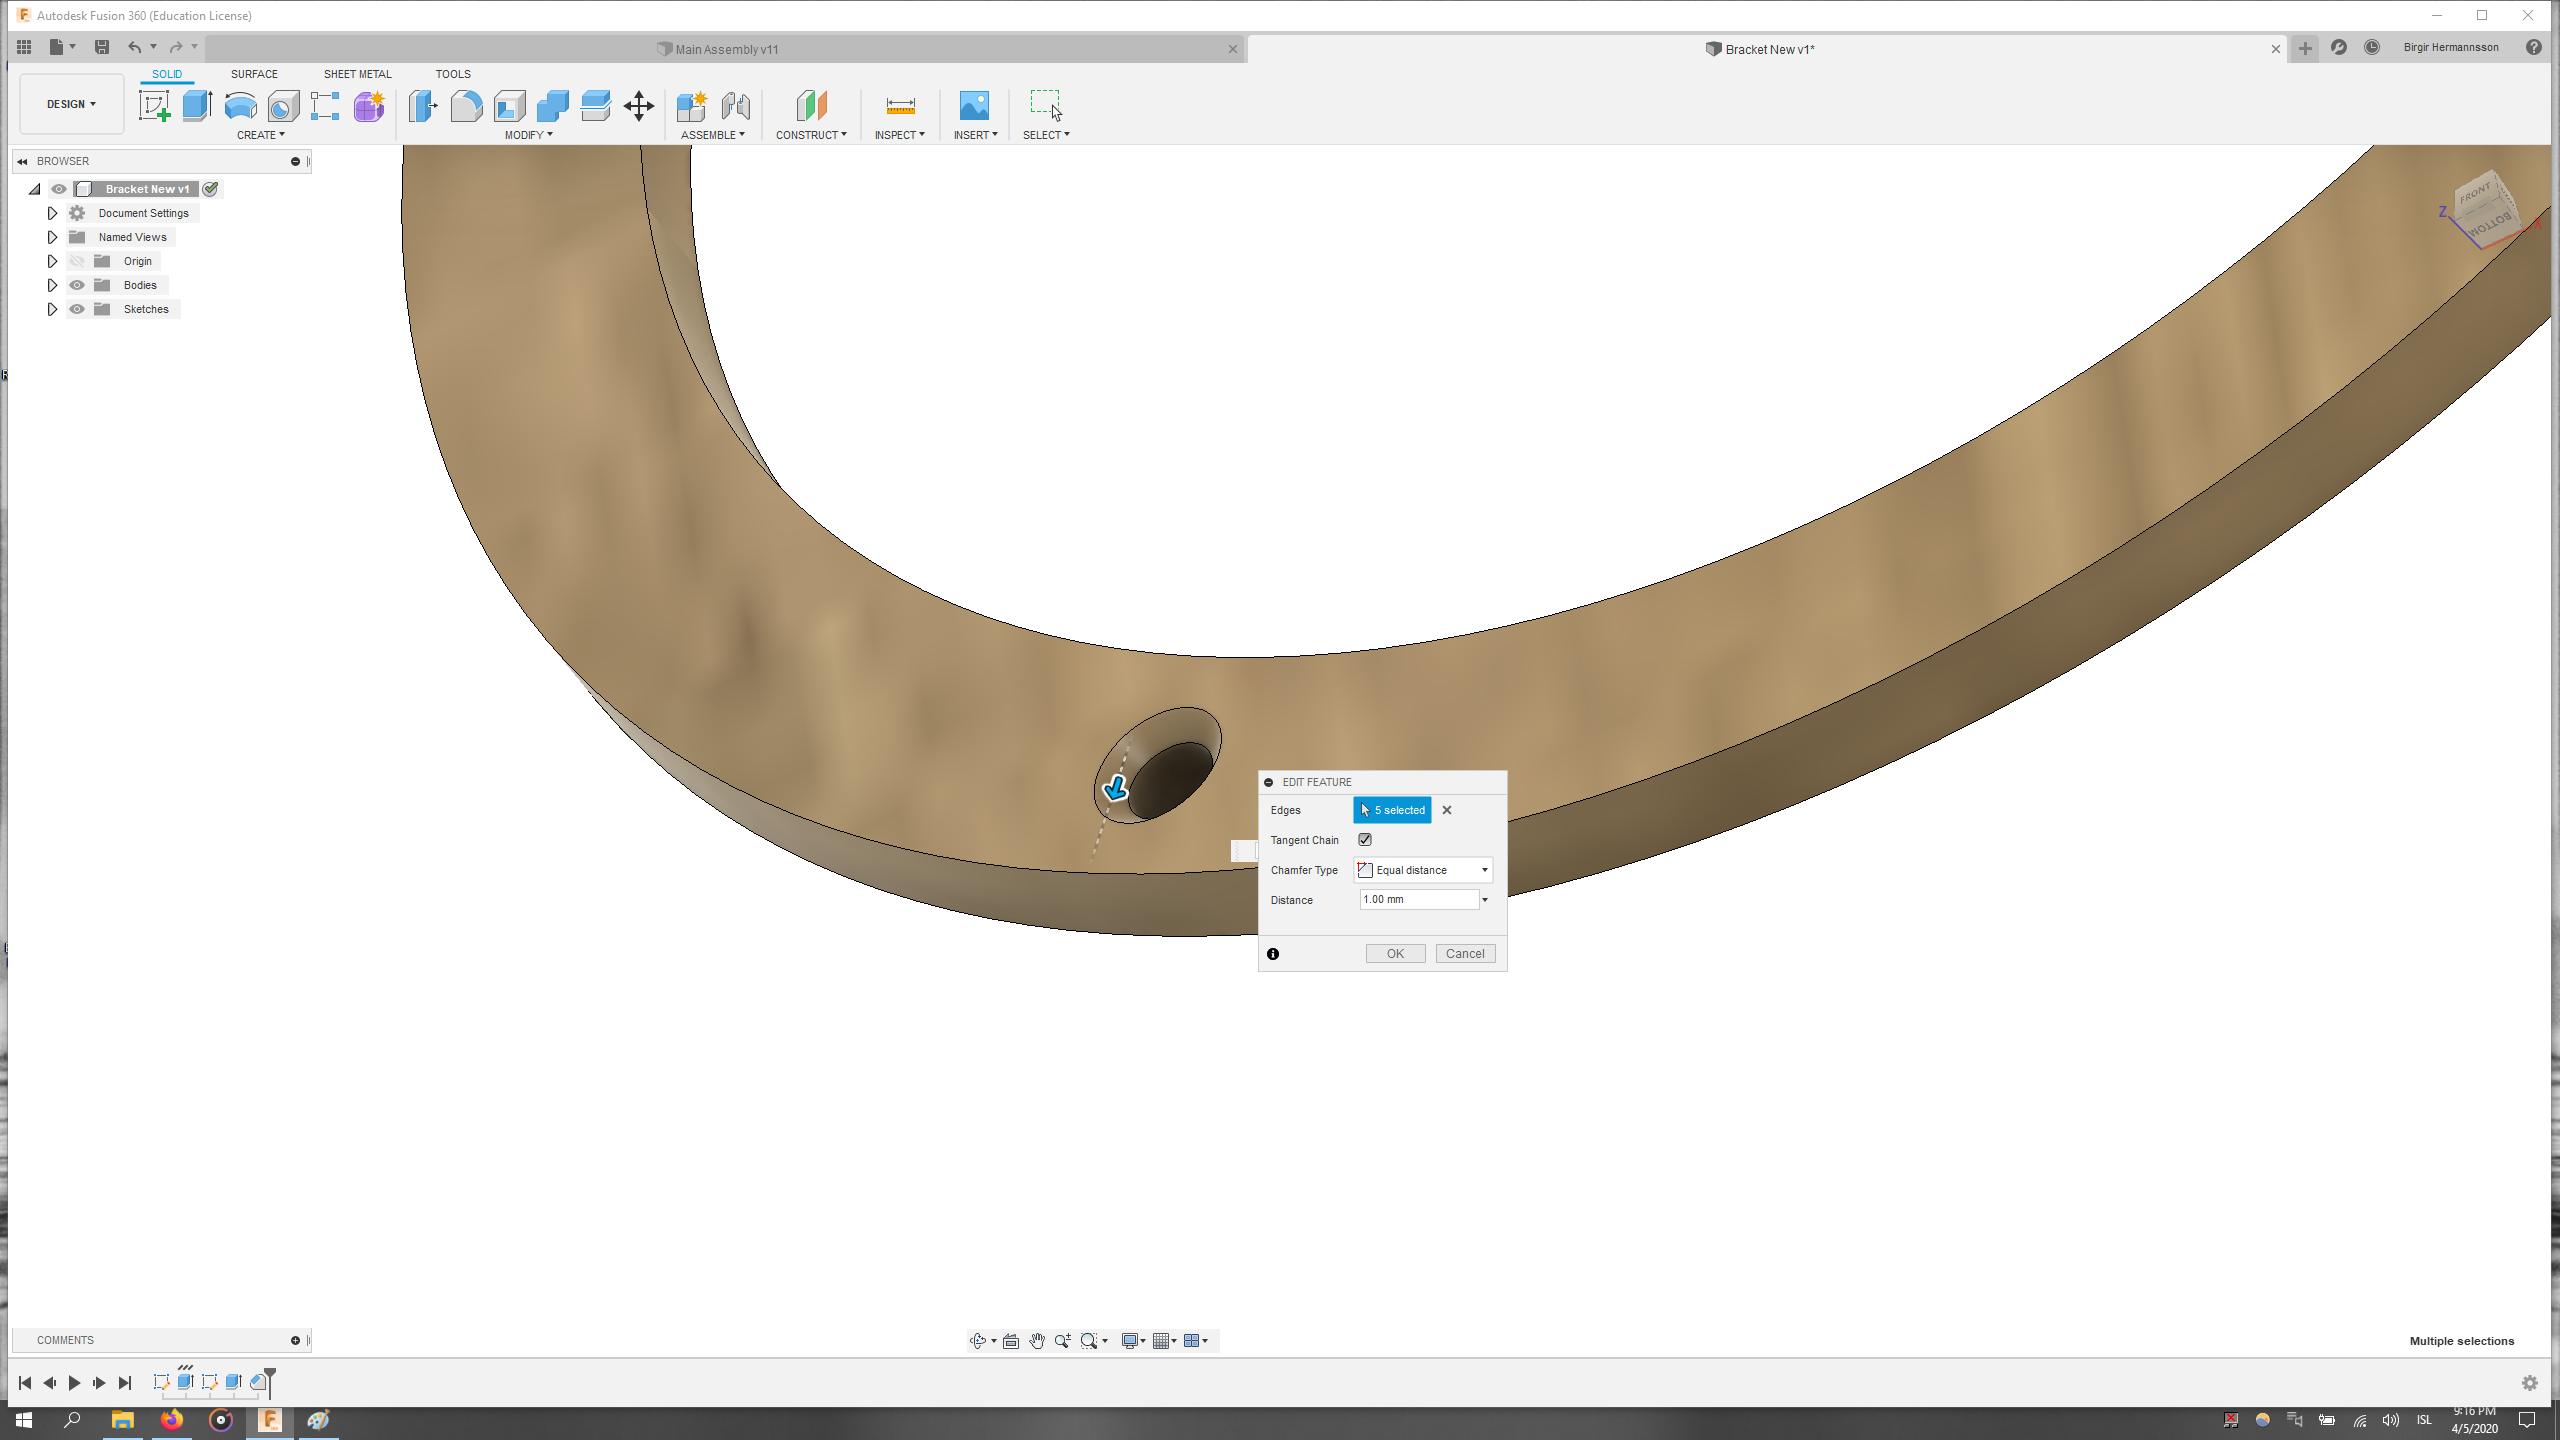 Autodesk Fusion 360 (Education License)
Main Assembly v11
Bracket New v1*
Birgir Hermannsson
DESIGN
SOLID
SURFACE
SHEET METAL
TOOLS
CREATE
MODIFY
ASSEMBLE
CONSTRUCT
INSPECT
INSERT
SELECT
BROWSER
Bracket New v1
Document Settings
Named Views
Origin
Bodies
Sketches
FRONT
BOTTOM
Z
X
EDIT FEATURE
Edges
5 selected
Tangent Chain
Chamfer Type
Equal distance
Distance
1.00 mm
OK
Cancel
COMMENTS
Multiple selections
ISL
9:16 PM
4/5/2020